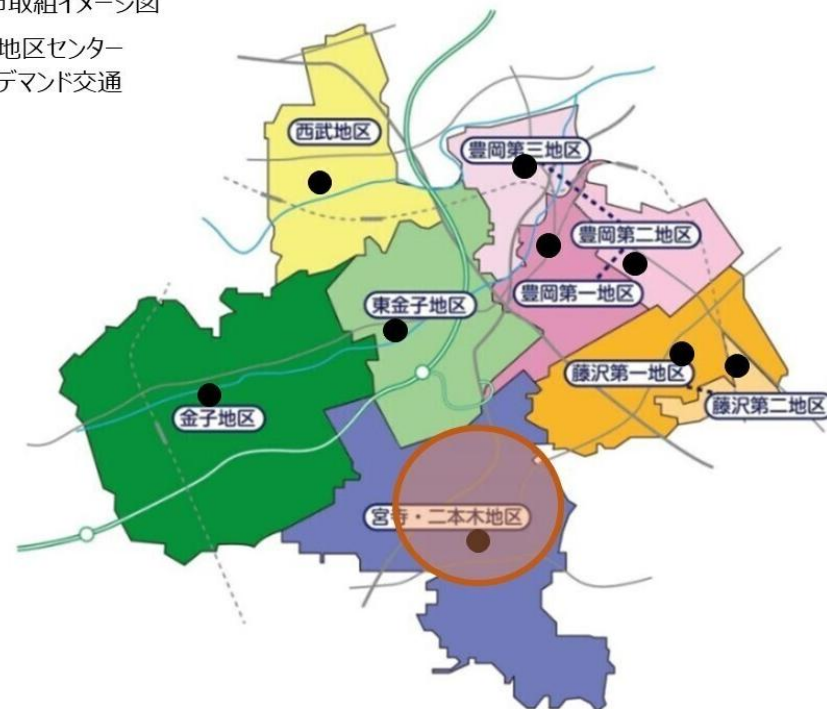 取組イメージ図
地区センター
デマンド交通
西武地区
豊岡第三地区
豊岡第二地区
豊岡第一地区
東金子地区
藤沢第一地区
藤沢第二地区
金子地区
宮寺・二本木地区